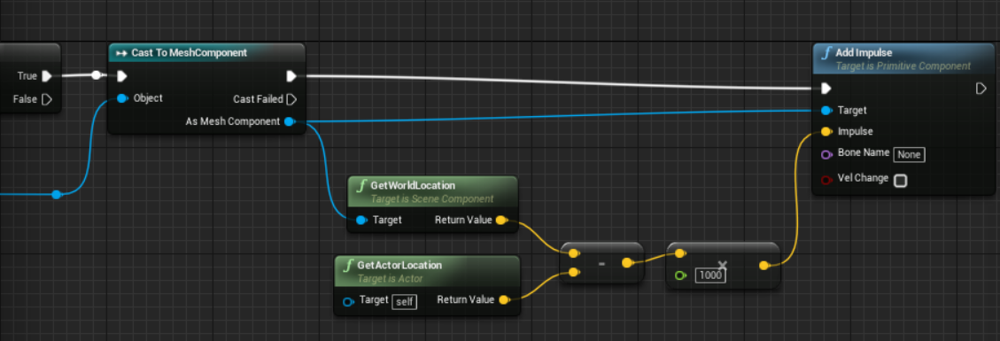 True
False
Cast To MeshComponent
Object
Cast Failed
As Mesh Component
GetWorldLocation
Target is Scene Component
Target
Return Value
GetActorLocation
Target is Actor
Target self
Return Value
-
×
1000
Add Impulse
Target is Primitive Component
Target
Impulse
Bone Name None
Vel Change